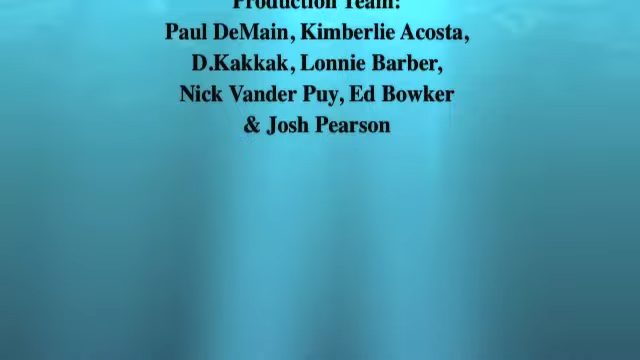 Production Team:
Paul DeMain, Kimberlie Acosta,
D.Kakkak, Lonnie Barber,
Nick Vander Puy, Ed Bowker
& Josh Pearson